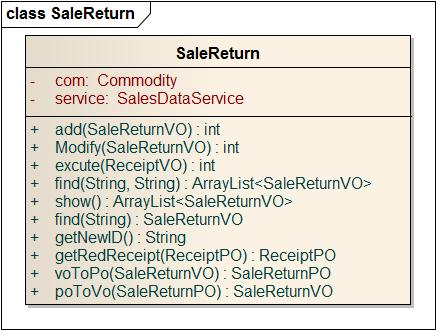 class SaleReturn
SaleReturn
- com: Commodity
- service: SalesDataService
+ add(SaleReturnVO) : int
+ Modify(SaleReturnVO) : int
+ excute(ReceiptVO) : int
+ find(String, String) : ArrayList<SaleReturnVO>
+ show() : ArrayList<SaleReturnVO>
+ find(String) : SaleReturnVO
+ getNewID() : String
+ getRedReceipt(ReceiptPO) : ReceiptPO
+ voToPo(SaleReturnVO) : SaleReturnPO
+ poToVo(SaleReturnPO) : SaleReturnVO